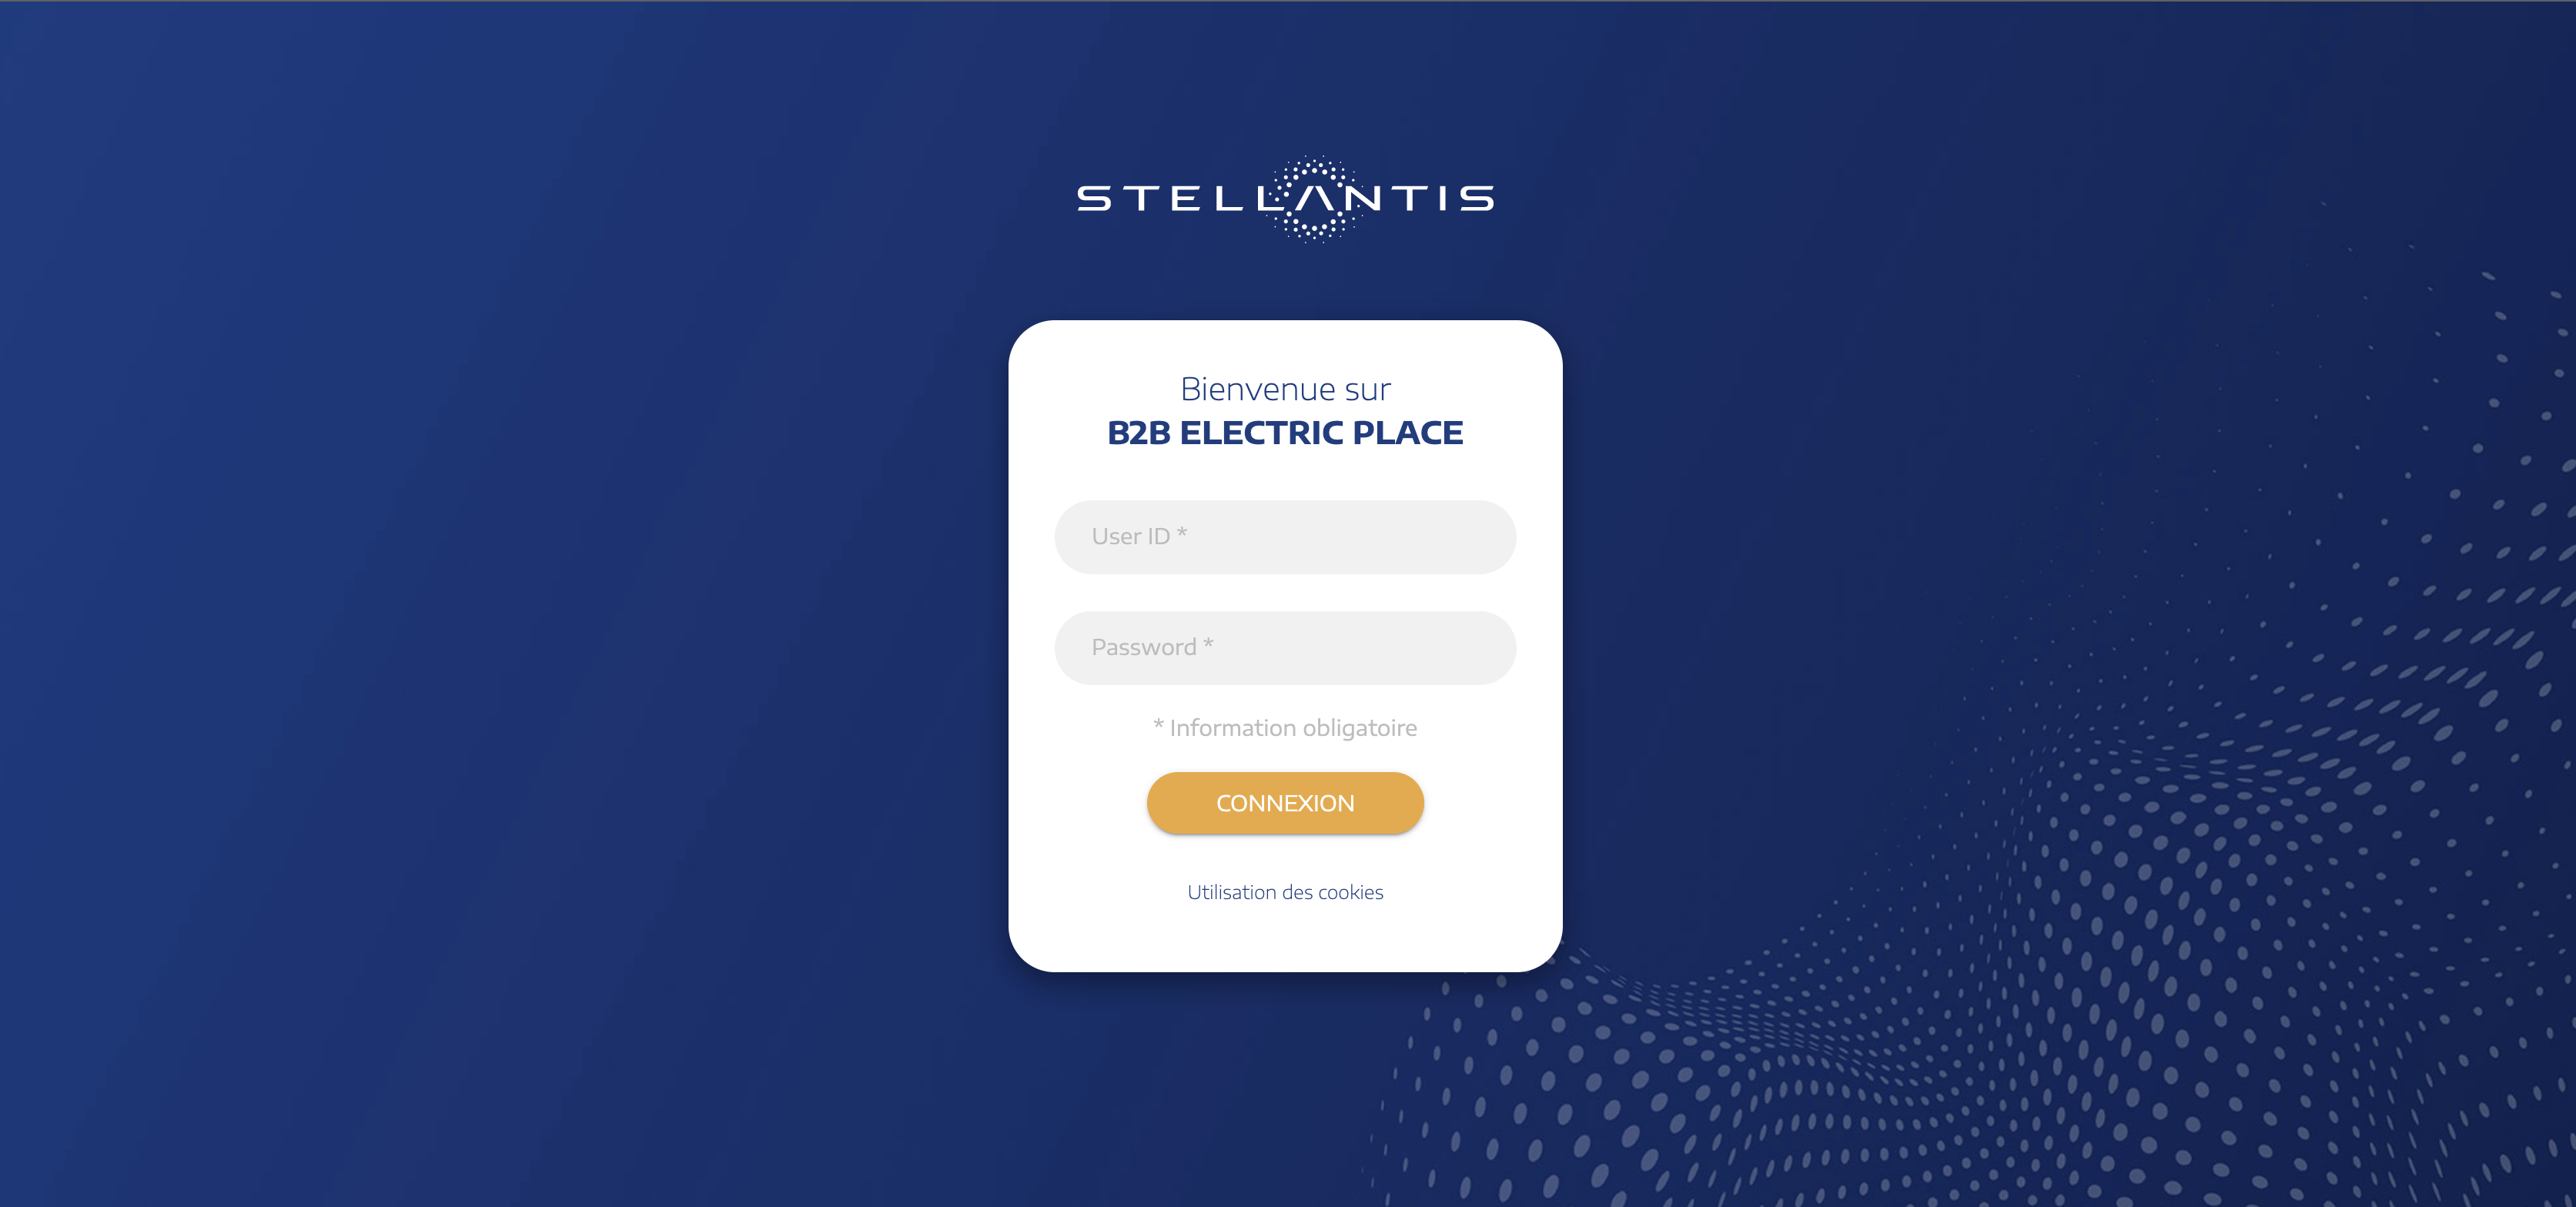 STELLANTIS
Bienvenue sur
B2B ELECTRIC PLACE
User ID *
Password *
* Information obligatoire
CONNEXION
Utilisation des cookies